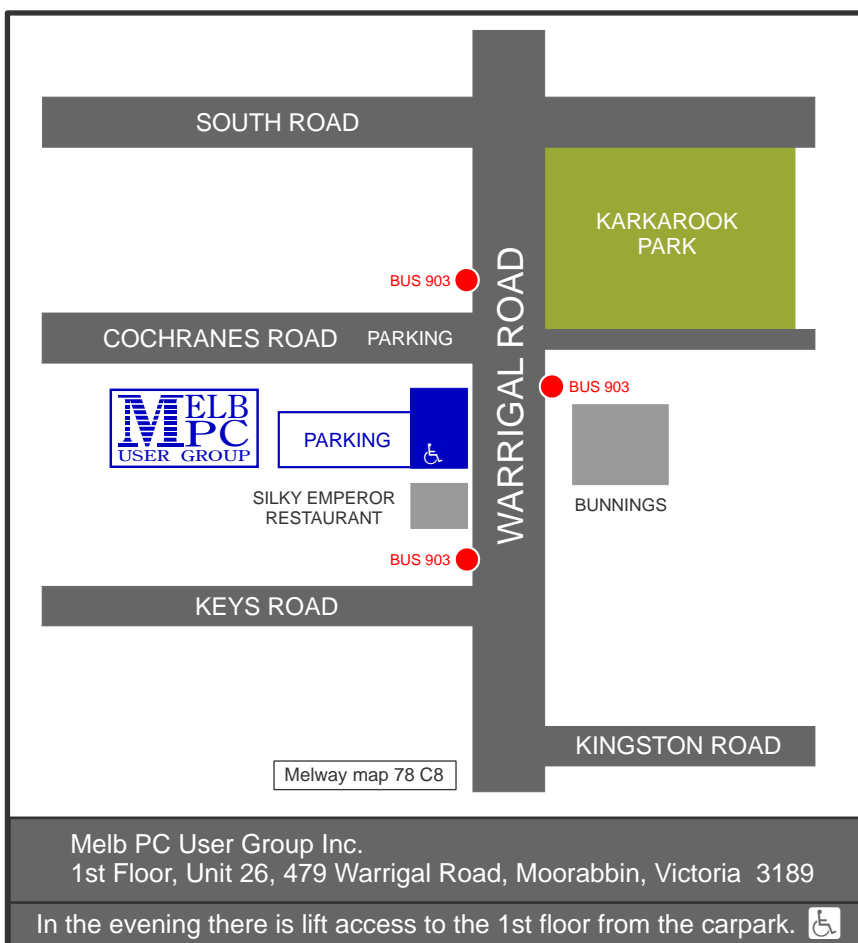 SOUTH ROAD
KARKAROOK
PARK
BUS 903
WARRIGAL ROAD
COCHRANES ROAD PARKING
BUS 903
MELB
PC
USER GROUP
PARKING
SILKY EMPEROR
RESTAURANT
BUNNINGS
BUS 903
KEYS ROAD
KINGSTON ROAD
Melway map 78 C8
Melb PC User Group Inc.
1st Floor, Unit 26, 479 Warrigal Road, Moorabbin, Victoria 3189
In the evening there is lift access to the 1st floor from the carpark.